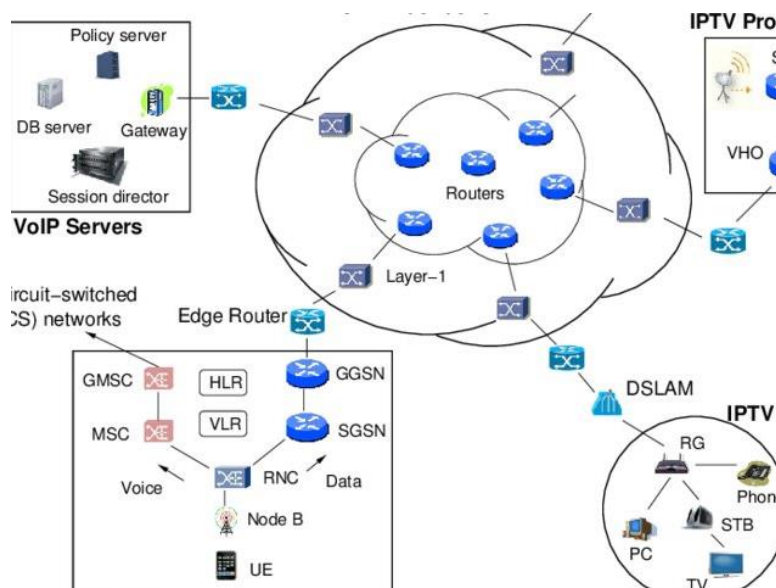 Policy server
DB server
Gateway
Session director
VoIP Servers
IPTV Pro
S
VHO
Routers
Layer-1
Edge Router
ircuit-switched
CS) networks
GMSC
HLR
GGSN
MSC
VLR
SGSN
Voice
RNC
Data
Node B
UE
DSLAM
IPTV
RG
Phon
PC
STB
TV